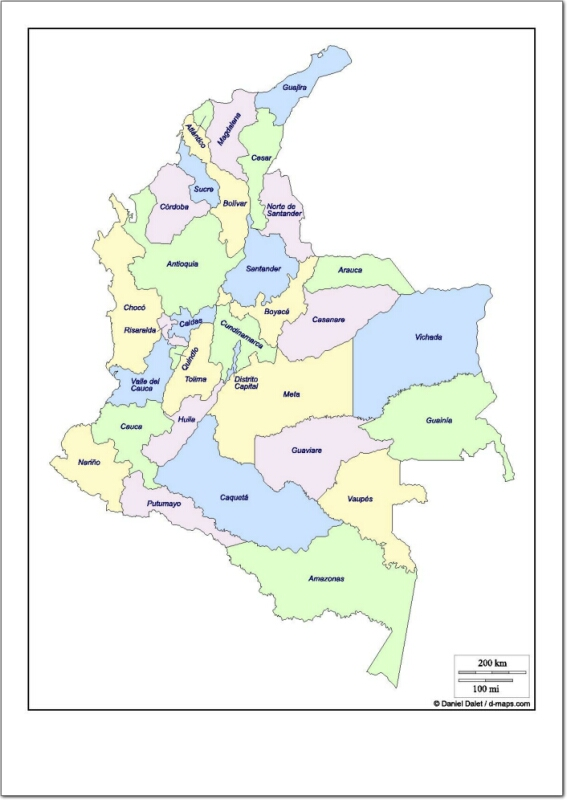 Guajira
Magdalena
Atlántico
Cesar
Sucre
Bolívar
Córdoba
Norte de
Santander
Antioquia
Santander
Arauca
Chocó
Boyacá
Casanare
Risaralda
Caldas
Cundinamarca
Vichada
Quindío
Valle del
Cauca
Tolima
Distrito
Capital
Meta
Cauca
Huila
Guainía
Nariño
Guaviare
Caquetá
Vaupés
Putumayo
Amazonas
200 km
100 mi
© Daniel Dalet / d-maps.com